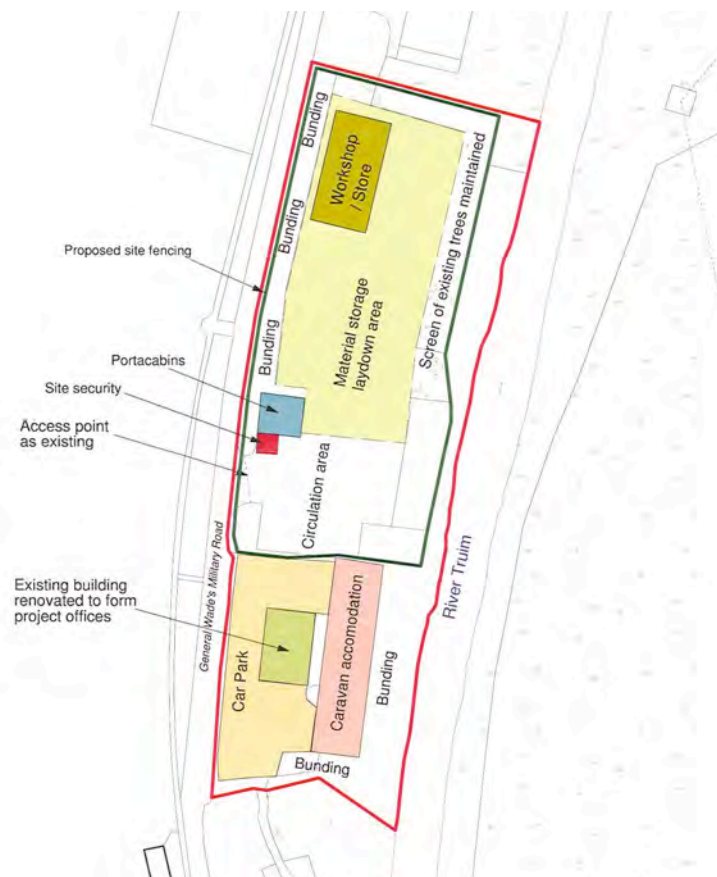 Bunding
Workshop
/ Store
Bunding
Screen of existing trees maintained
Proposed site fencing
Material storage
laydown area
Bunding
Portacabins
Site security
Access point
as existing
Circulation area
General Wade's Military Road
River Truim
Existing building
renovated to form
project offices
Car Park
Caravan accomodation
Bunding
Bunding